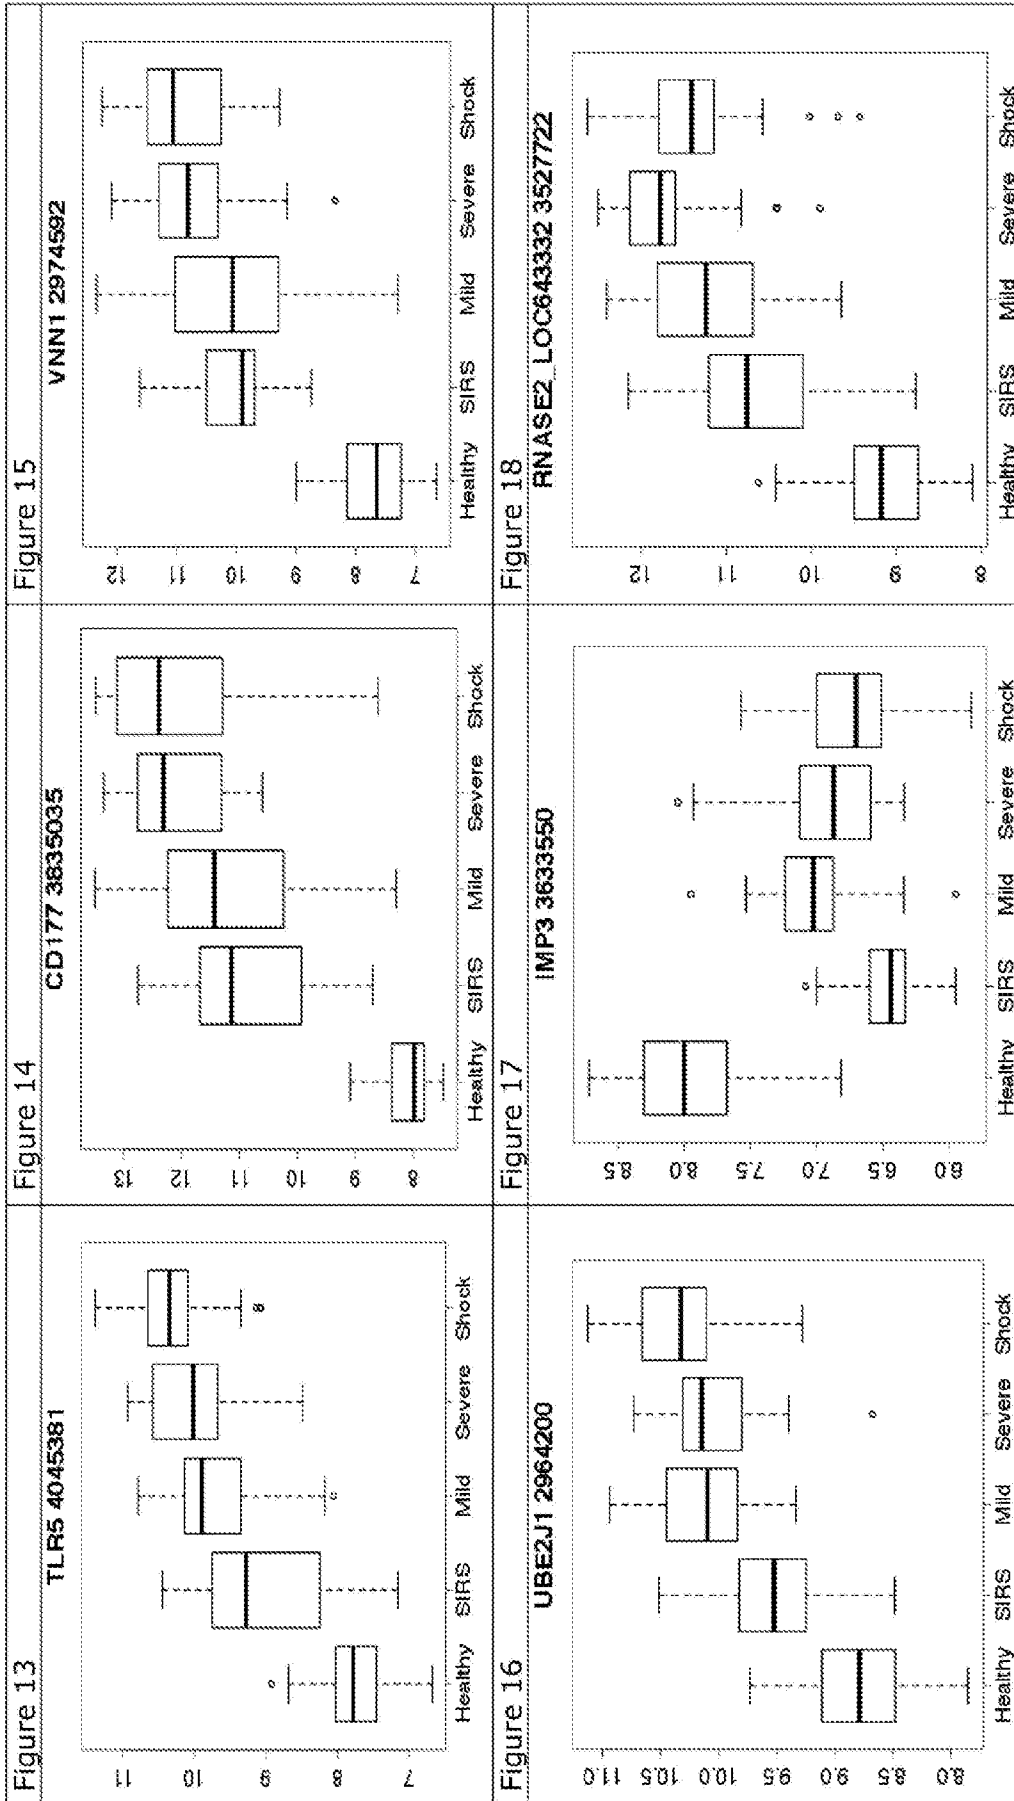 Figure 13
TLR5 4045381
11
10
9
8
7
Healthy SIRS Mild Severe Shock
Figure 14
CD177 3835035
13
12
11
10
9
8
Healthy SIRS Mild Severe Shock
Figure 15
VNN1 2974592
12
11
10
9
8
7
Healthy SIRS Mild Severe Shock
Figure 16
UBE2J1 2964200
11.0
10.5
10.0
9.5
9.0
8.5
8.0
Healthy SIRS Mild Severe Shock
Figure 17
IMP3 3633550
8.5
8.0
7.5
7.0
6.5
6.0
Healthy SIRS Mild Severe Shock
Figure 18
RNASE2_LOC643332 3527722
12
11
10
9
8
Healthy SIRS Mild Severe Shock